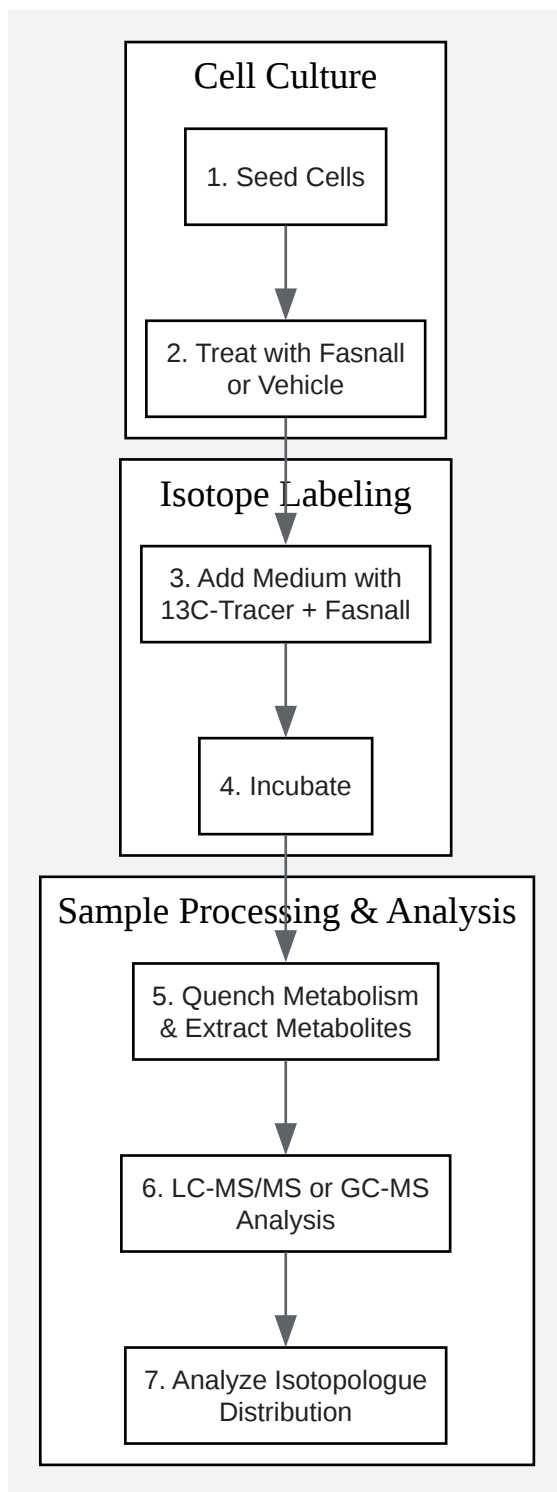 Cell Culture
1. Seed Cells
2. Treat with Fasnall
or Vehicle
Isotope Labeling
3. Add Medium with
13C-Tracer + Fasnall
4. Incubate
Sample Processing & Analysis
5. Quench Metabolism
& Extract Metabolites
6. LC-MS/MS or GC-MS
Analysis
7. Analyze Isotopologue
Distribution